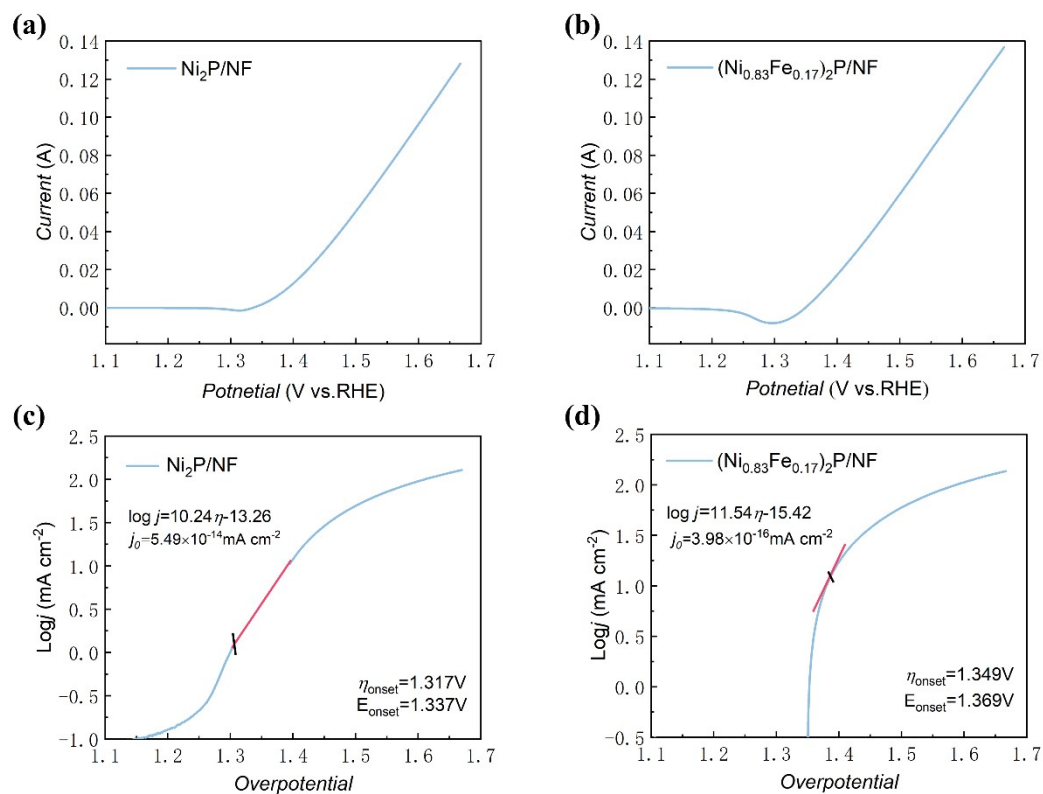 (a)
0.14
0.12
0.10
0.08
0.06
0.04
0.02
0.00
Current (A)
Ni₂P/NF
1.1 1.2 1.3 1.4 1.5 1.6 1.7
Potnetial (V vs.RHE)
(b)
0.14
0.12
0.10
0.08
0.06
0.04
0.02
0.00
Current (A)
(Ni₀.₈₃Fe₀.₁₇)₂P/NF
1.1 1.2 1.3 1.4 1.5 1.6 1.7
Potnetial (V vs.RHE)
(c)
2.5
2.0
1.5
1.0
0.5
0.0
-0.5
-1.0
Logj (mA cm⁻²)
Ni₂P/NF
log j=10.24η-13.26
j₀=5.49×10⁻¹⁴mA cm⁻²
ηonset=1.317V
Eonset=1.337V
1.1 1.2 1.3 1.4 1.5 1.6 1.7
Overpotential
(d)
2.5
2.0
1.5
1.0
0.5
0.0
-0.5
Logj (mA cm⁻²)
(Ni₀.₈₃Fe₀.₁₇)₂P/NF
log j=11.54η-15.42
j₀=3.98×10⁻¹⁶mA cm⁻²
ηonset=1.349V
Eonset=1.369V
1.1 1.2 1.3 1.4 1.5 1.6 1.7
Overpotential